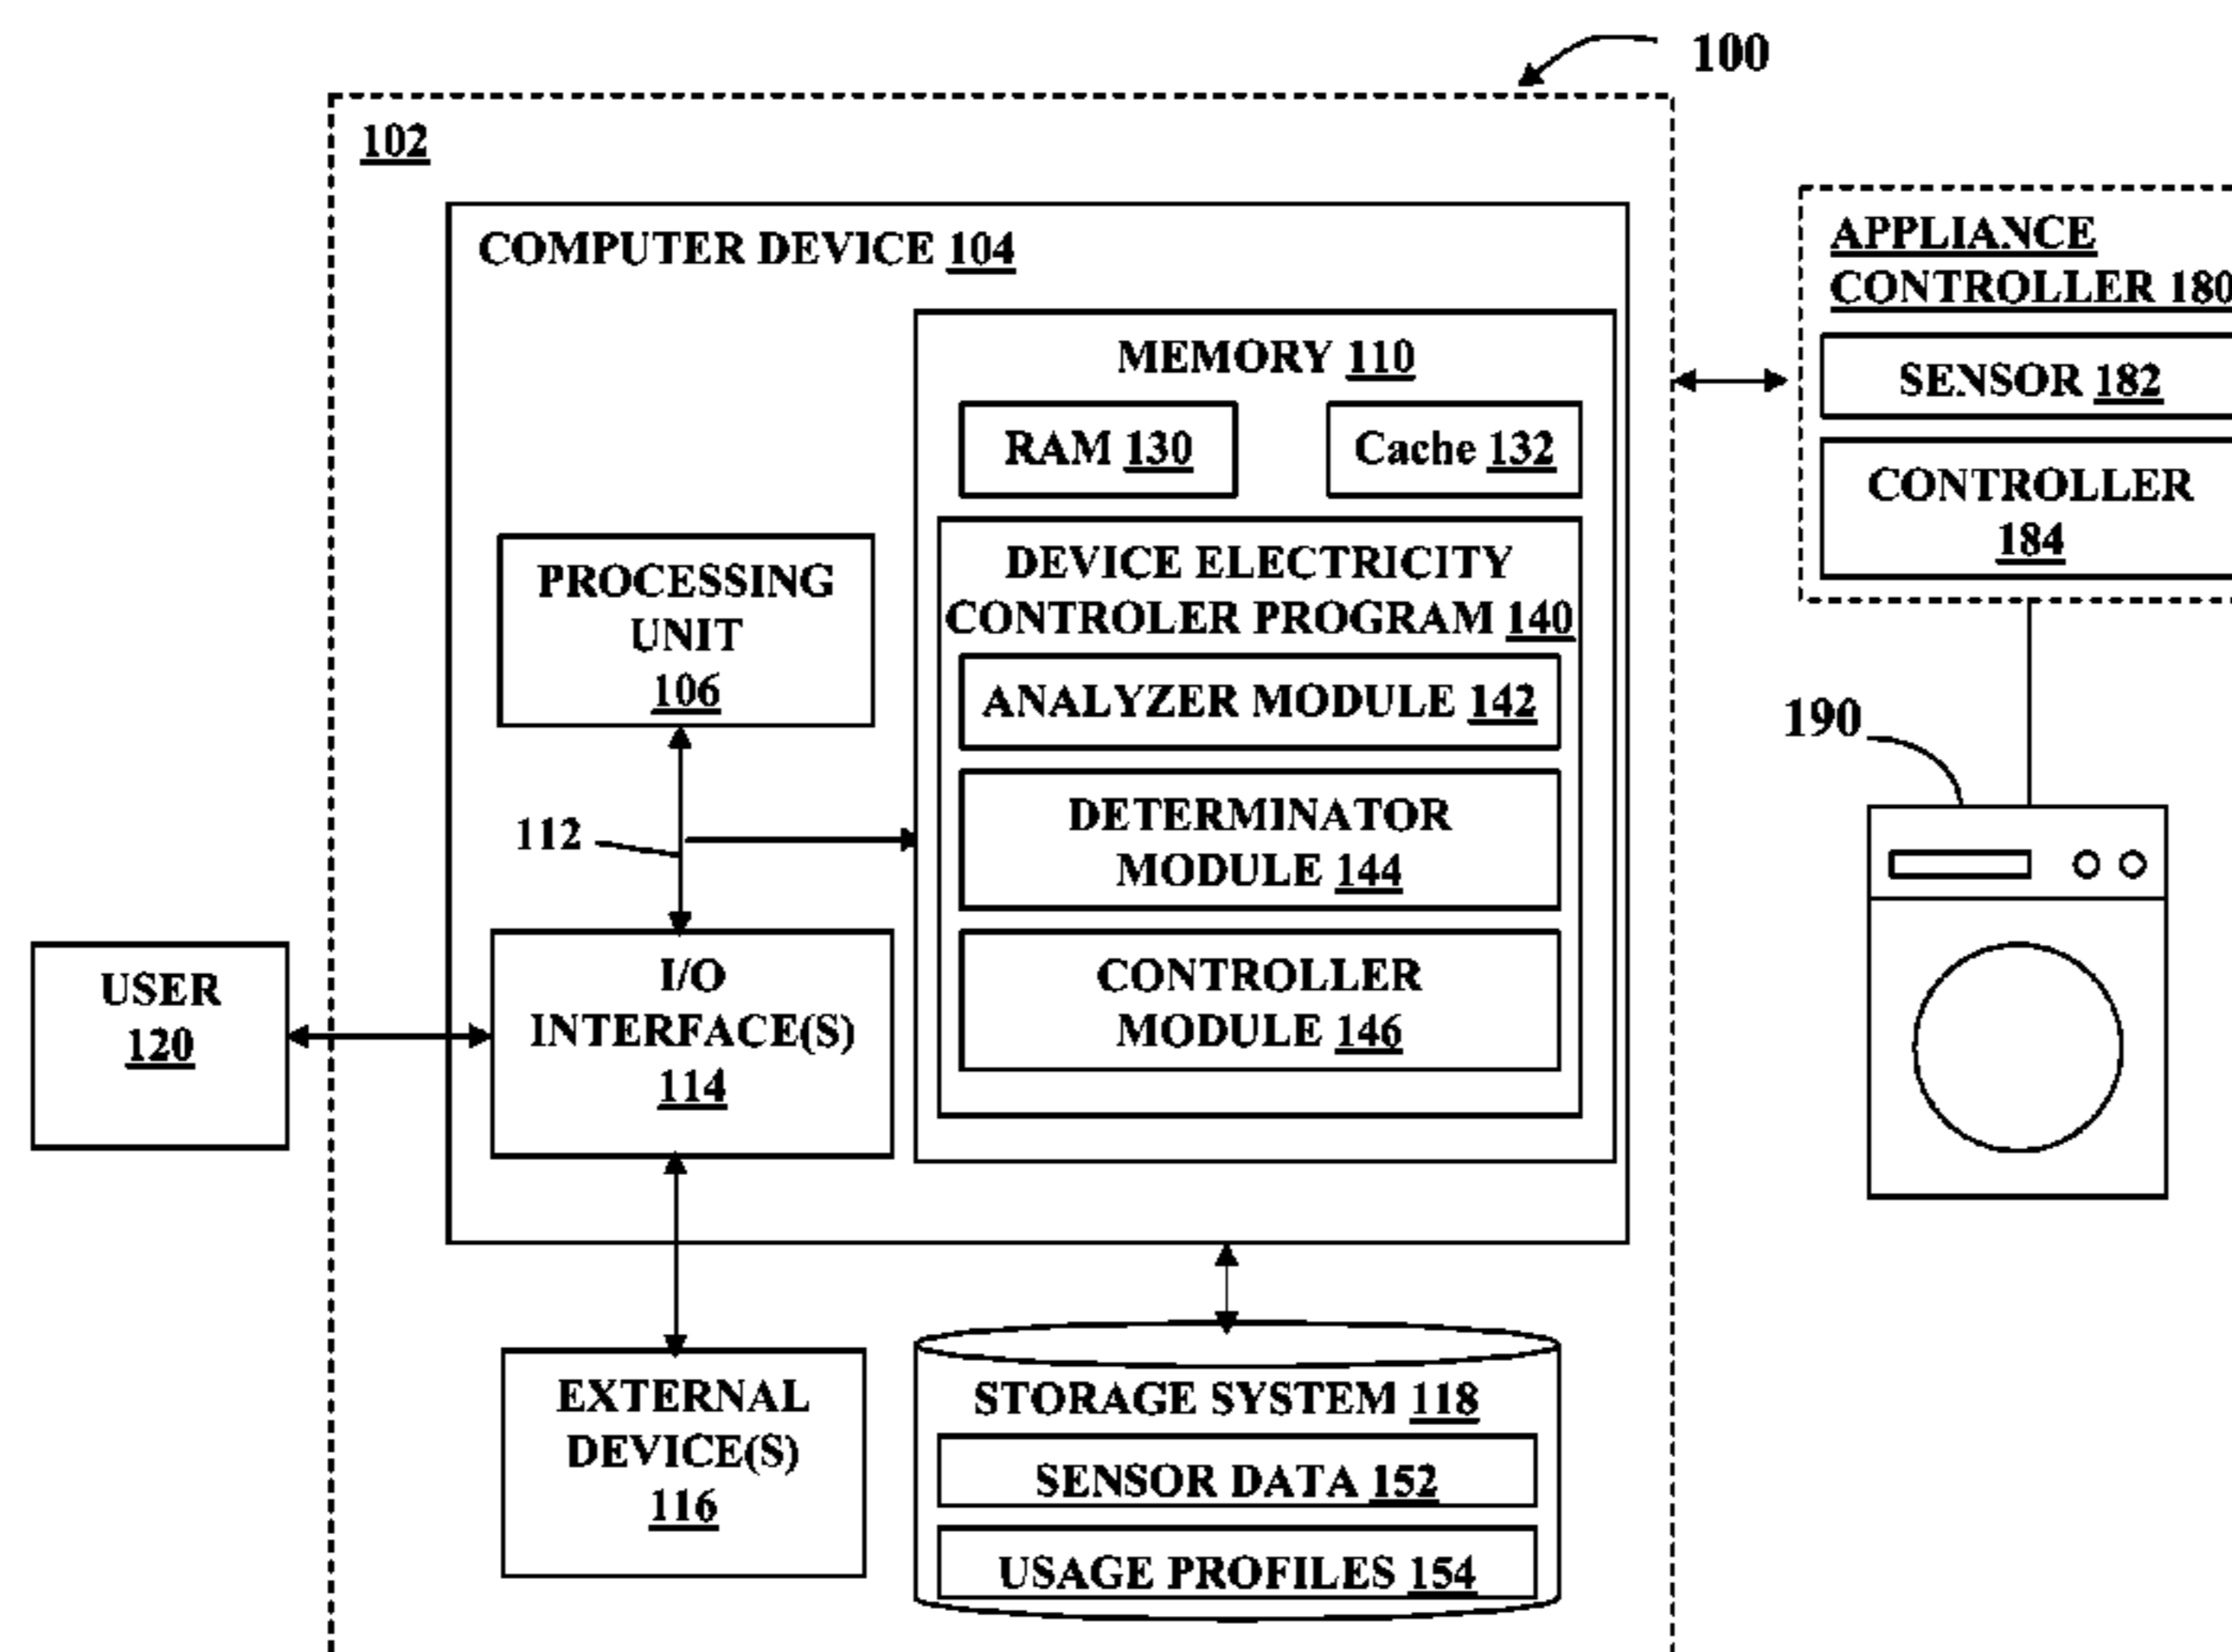 100
102
COMPUTER DEVICE 104
MEMORY 110
RAM 130
Cache 132
DEVICE ELECTRICITY
CONTROLER PROGRAM 140
ANALYZER MODULE 142
DETERMINATOR
MODULE 144
CONTROLLER
MODULE 146
PROCESSING
UNIT
106
112
I/O
INTERFACE(S)
114
USER
120
EXTERNAL
DEVICE(S)
116
STORAGE SYSTEM 118
SENSOR DATA 152
USAGE PROFILES 154
APPLIANCE
CONTROLLER 180
SENSOR 182
CONTROLLER
184
190